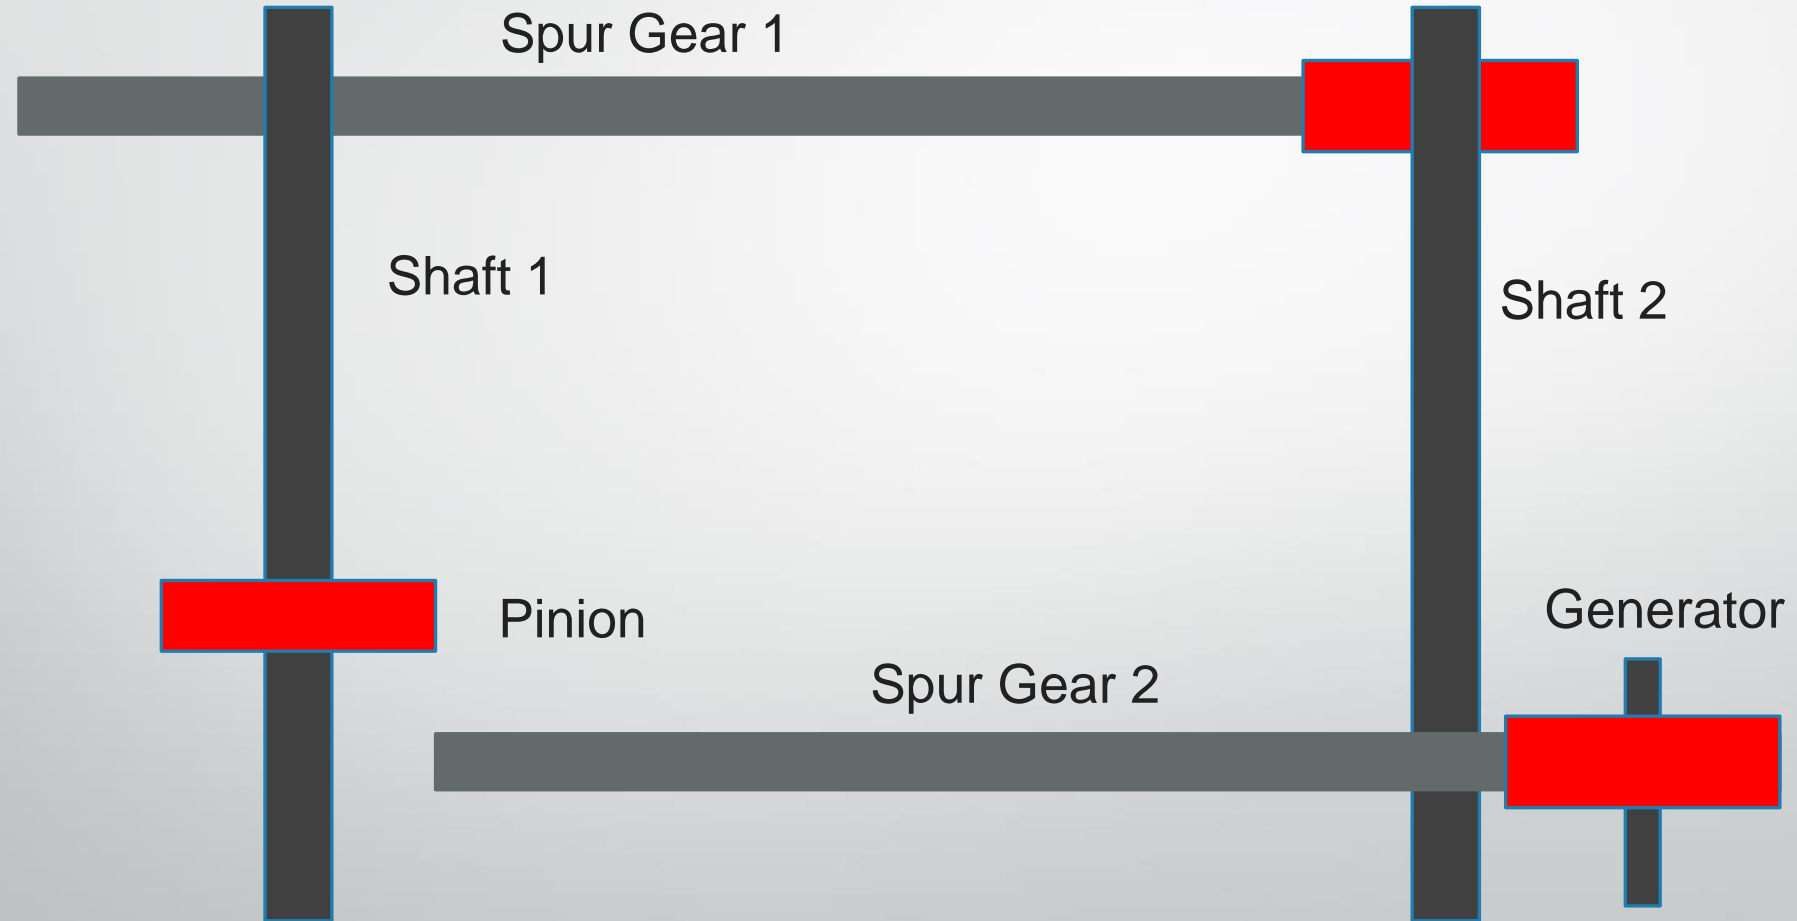 Spur Gear 1
Shaft 1
Shaft 2
Pinion
Generator
Spur Gear 2